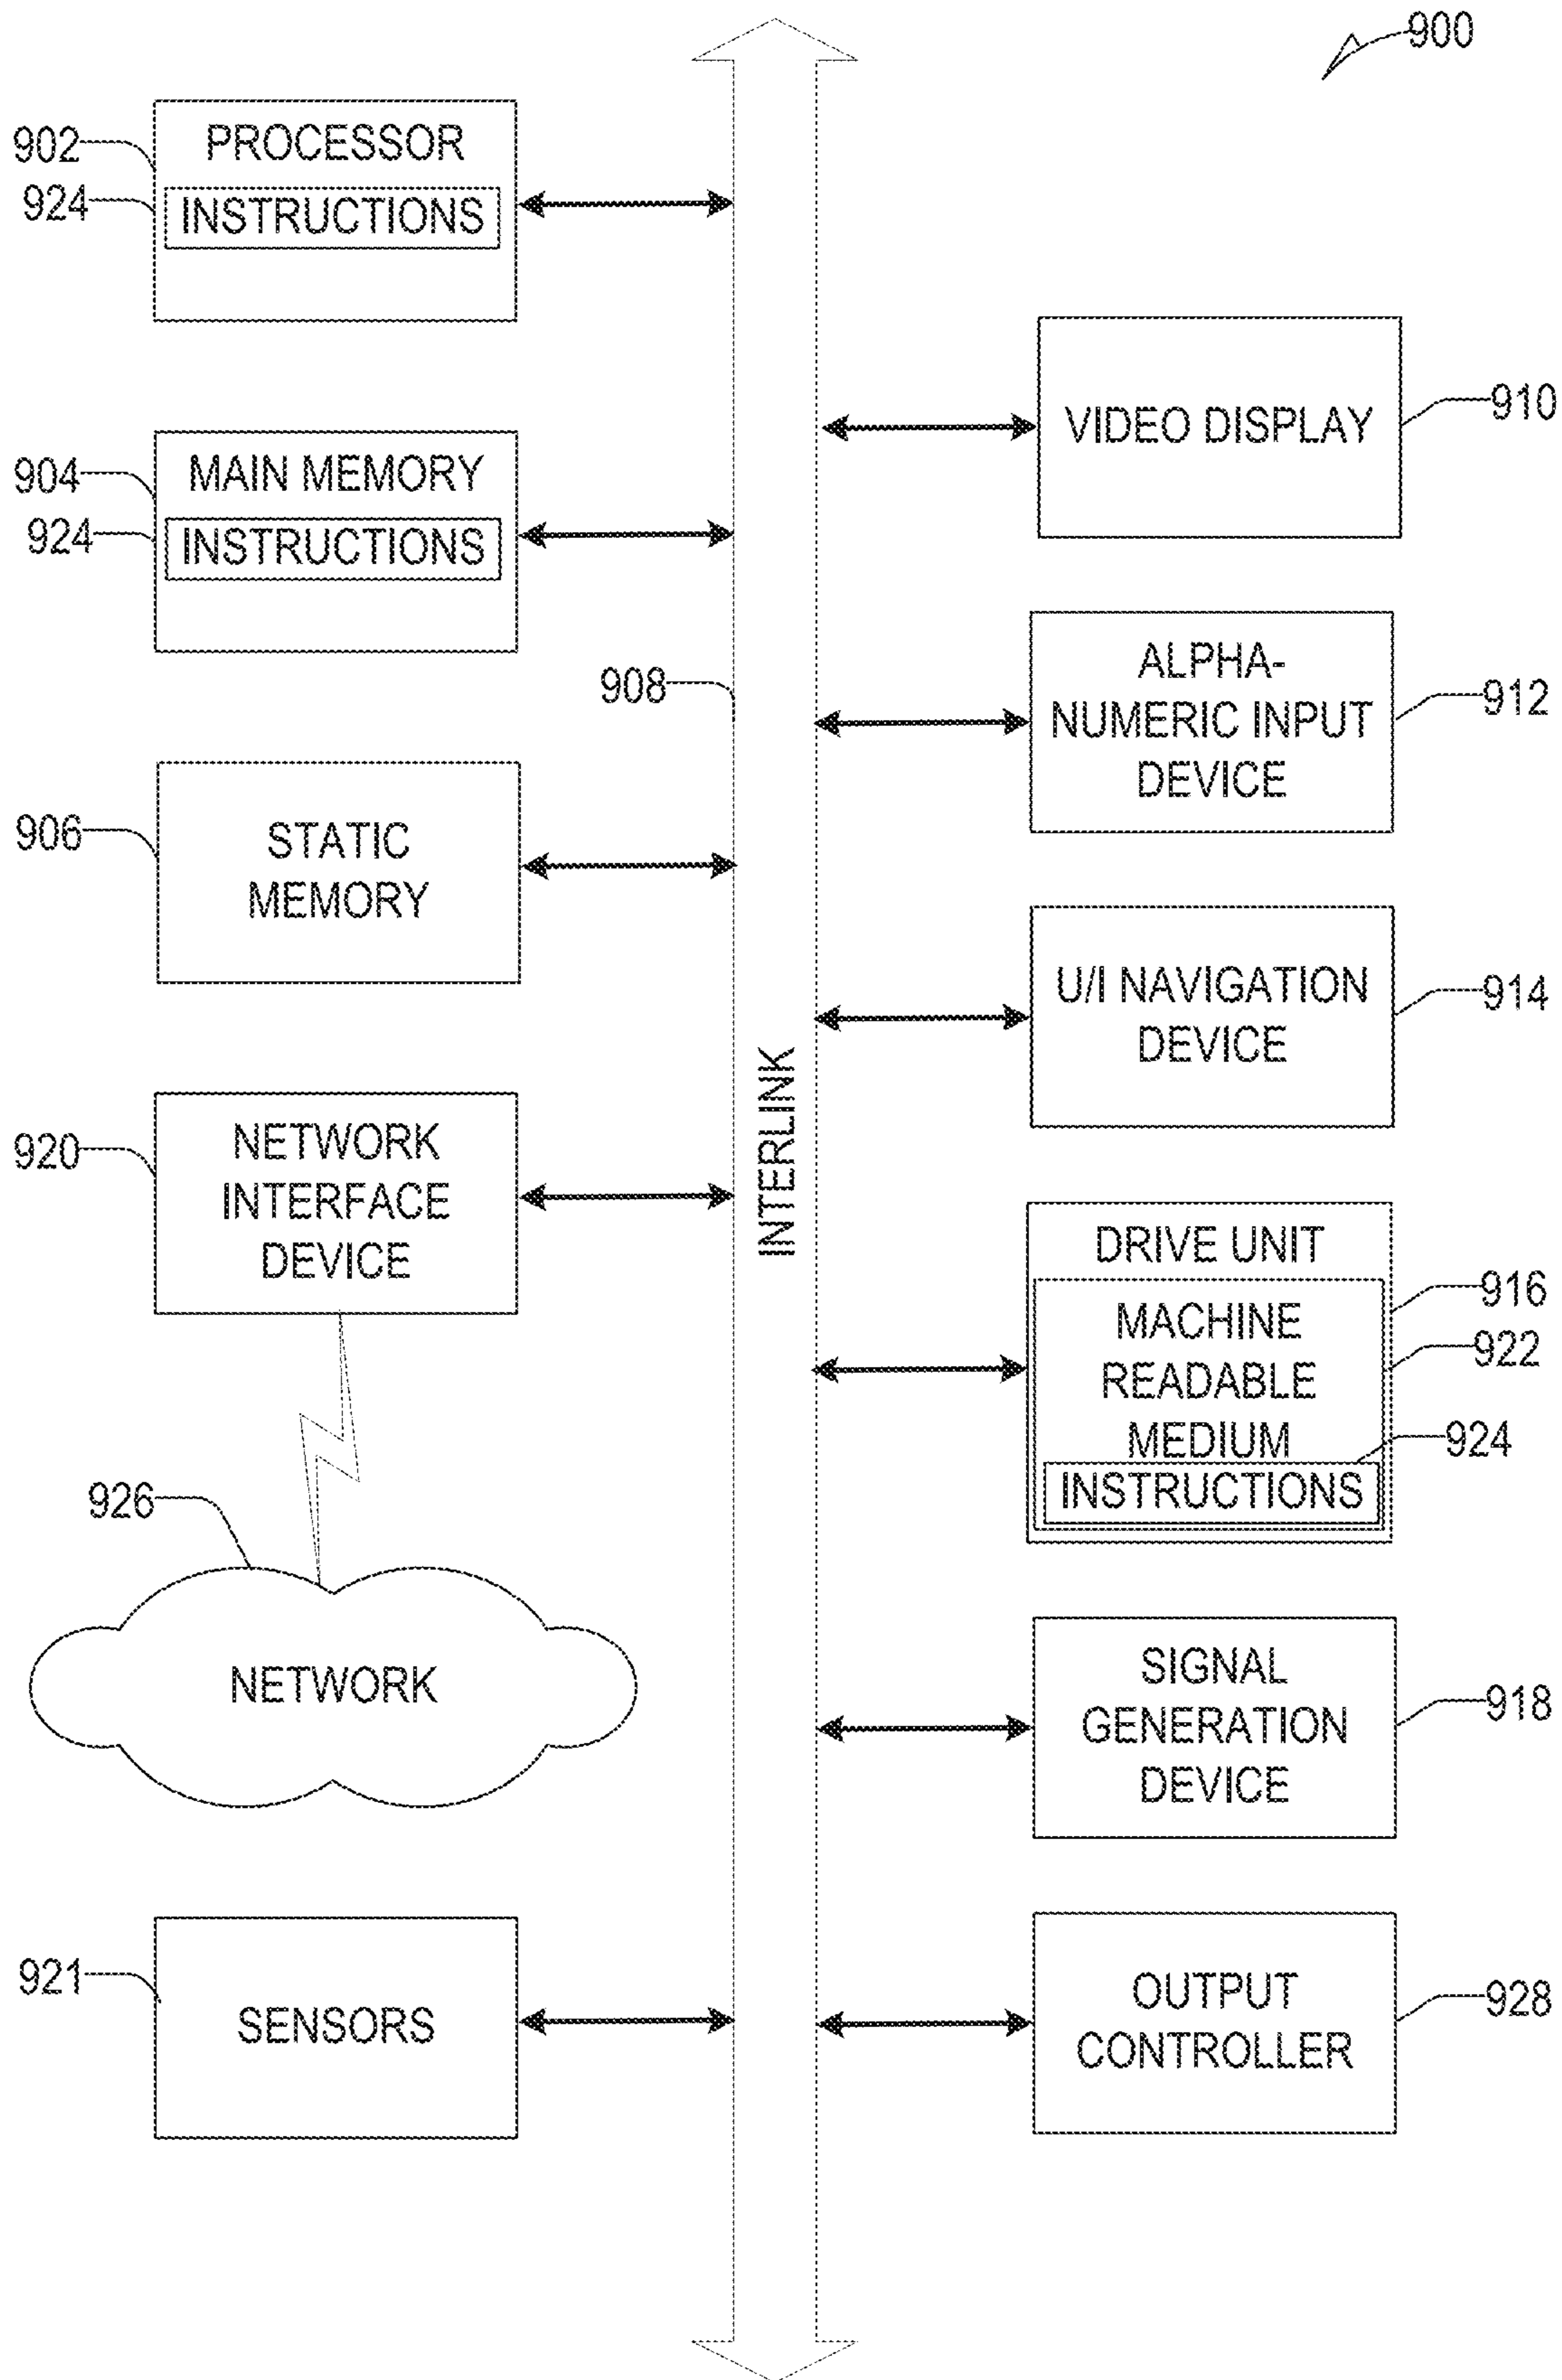 900
902
PROCESSOR
924
INSTRUCTIONS
904
MAIN MEMORY
924
INSTRUCTIONS
906
STATIC
MEMORY
920
NETWORK
INTERFACE
DEVICE
926
NETWORK
921
SENSORS
908
INTERLINK
VIDEO DISPLAY
910
ALPHA-
NUMERIC INPUT
DEVICE
912
U/I NAVIGATION
DEVICE
914
DRIVE UNIT
916
MACHINE
READABLE
MEDIUM
922
924
INSTRUCTIONS
SIGNAL
GENERATION
DEVICE
918
OUTPUT
CONTROLLER
928